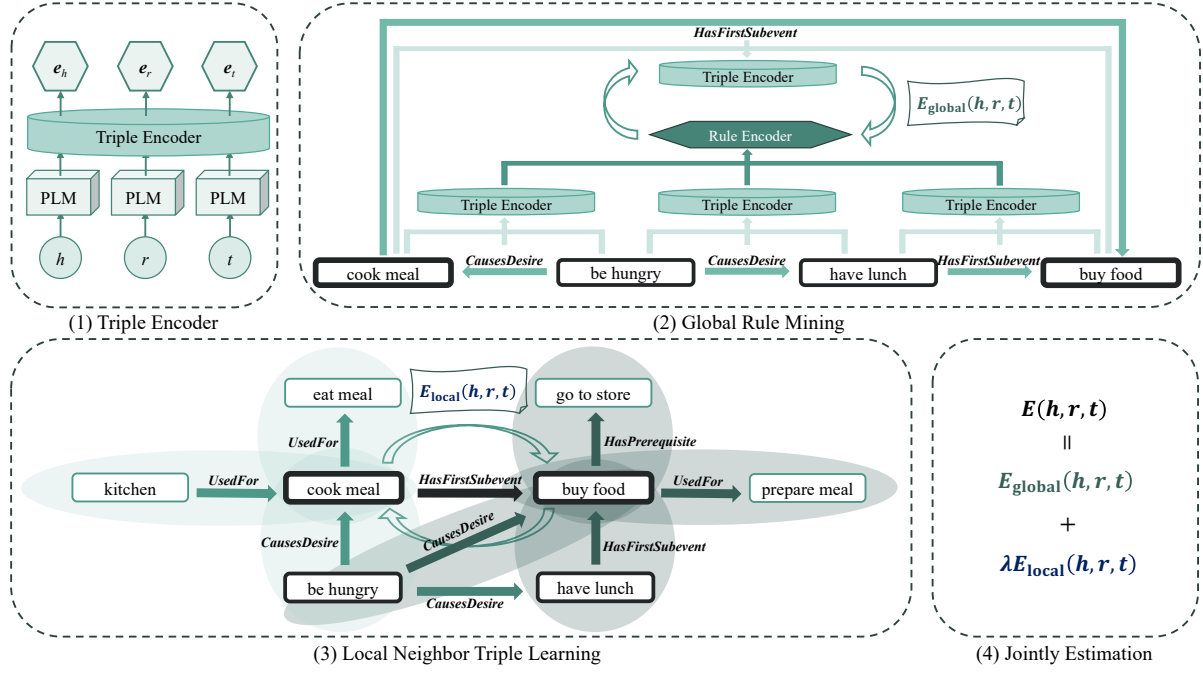 e_h e_r e_t
Triple Encoder
PLM PLM PLM
h r t
(1) Triple Encoder
HasFirstSubevent
Triple Encoder
E_global(h, r, t)
Rule Encoder
Triple Encoder Triple Encoder Triple Encoder
CausesDesire CausesDesire HasFirstSubevent
cook meal be hungry have lunch buy food
(2) Global Rule Mining
eat meal E_local(h, r, t) go to store
UsedFor HasPrerequisite
kitchen UsedFor cook meal HasFirstSubevent buy food UsedFor prepare meal
CausesDesire CausesDesire HasFirstSubevent
be hungry CausesDesire have lunch
(3) Local Neighbor Triple Learning
E(h, r, t)
=
E_global(h, r, t)
+
λE_local(h, r, t)
(4) Jointly Estimation